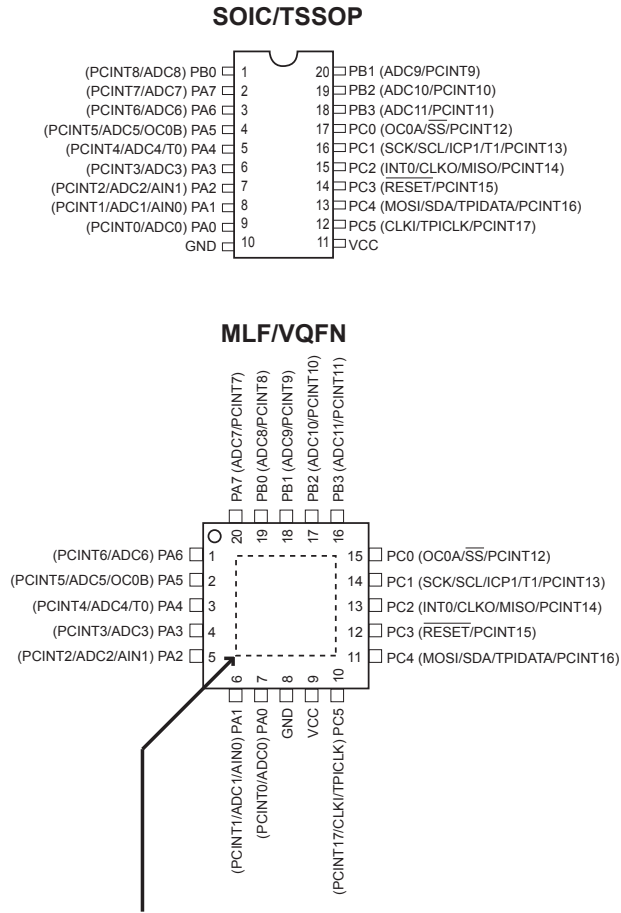 SOIC/TSSOP
(PCINT8/ADC8) PB0 1
(PCINT7/ADC7) PA7 2
(PCINT6/ADC6) PA6 3
(PCINT5/ADC5/OC0B) PA5 4
(PCINT4/ADC4/T0) PA4 5
(PCINT3/ADC3) PA3 6
(PCINT2/ADC2/AIN1) PA2 7
(PCINT1/ADC1/AIN0) PA1 8
(PCINT0/ADC0) PA0 9
GND 10
20 PB1 (ADC9/PCINT9)
19 PB2 (ADC10/PCINT10)
18 PB3 (ADC11/PCINT11)
17 PC0 (OC0A/SS/PCINT12)
16 PC1 (SCK/SCL/ICP1/T1/PCINT13)
15 PC2 (INT0/CLKO/MISO/PCINT14)
14 PC3 (RESET/PCINT15)
13 PC4 (MOSI/SDA/TPIDATA/PCINT16)
12 PC5 (CLKI/TPICLK/PCINT17)
11 VCC
MLF/VQFN
20 PA7 (ADC7/PCINT7)
19 PB0 (ADC8/PCINT8)
18 PB1 (ADC9/PCINT9)
17 PB2 (ADC10/PCINT10)
16 PB3 (ADC11/PCINT11)
(PCINT6/ADC6) PA6 1
(PCINT5/ADC5/OC0B) PA5 2
(PCINT4/ADC4/T0) PA4 3
(PCINT3/ADC3) PA3 4
(PCINT2/ADC2/AIN1) PA2 5
15 PC0 (OC0A/SS/PCINT12)
14 PC1 (SCK/SCL/ICP1/T1/PCINT13)
13 PC2 (INT0/CLKO/MISO/PCINT14)
12 PC3 (RESET/PCINT15)
11 PC4 (MOSI/SDA/TPIDATA/PCINT16)
(PCINT1/ADC1/AIN0) PA1 6
(PCINT0/ADC0) PA0 7
GND 8
VCC 9
(PCINT17/CLKI/TPICLK) PC5 10